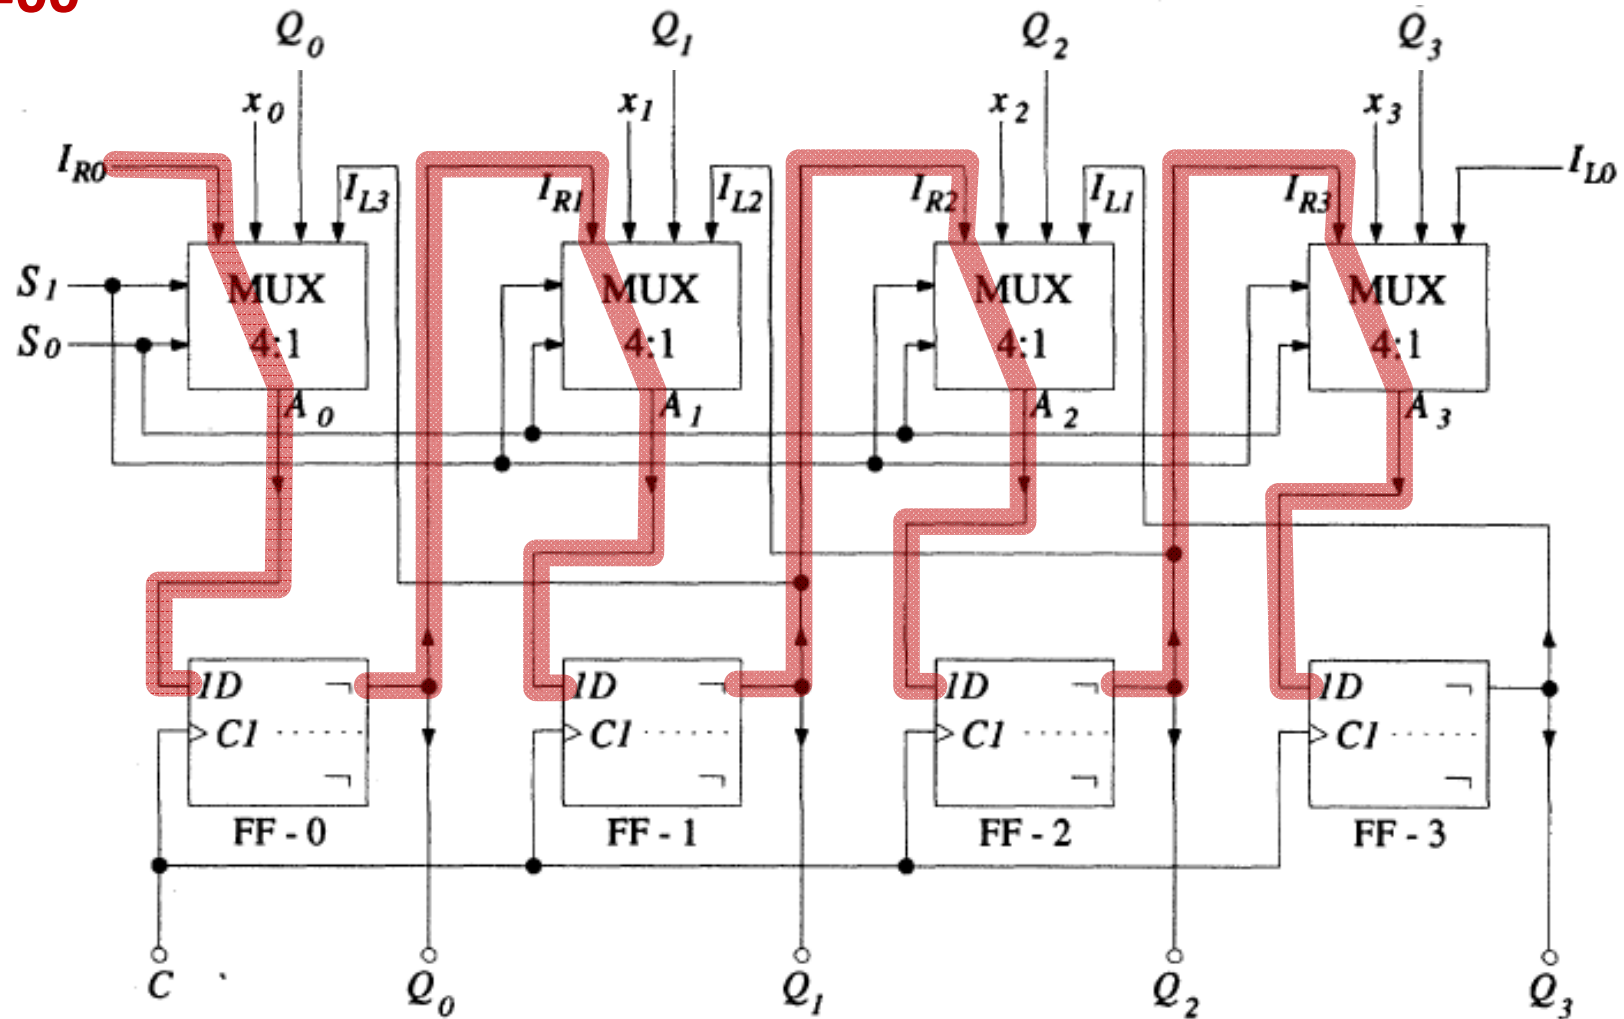 -00
Q0 Q1 Q2 Q3
x0 x1 x2 x3
IR0 IL3 IR1 IL2 IR2 IL1 IR3 IL0
S1 MUX MUX MUX MUX
S0 4:1 4:1 4:1 4:1
A0 A1 A2 A3
1D ¬ 1D ¬ 1D ¬ 1D ¬
C1 C1 C1 C1
¬ ¬ ¬ ¬
FF - 0 FF - 1 FF - 2 FF - 3
C Q0 Q1 Q2 Q3